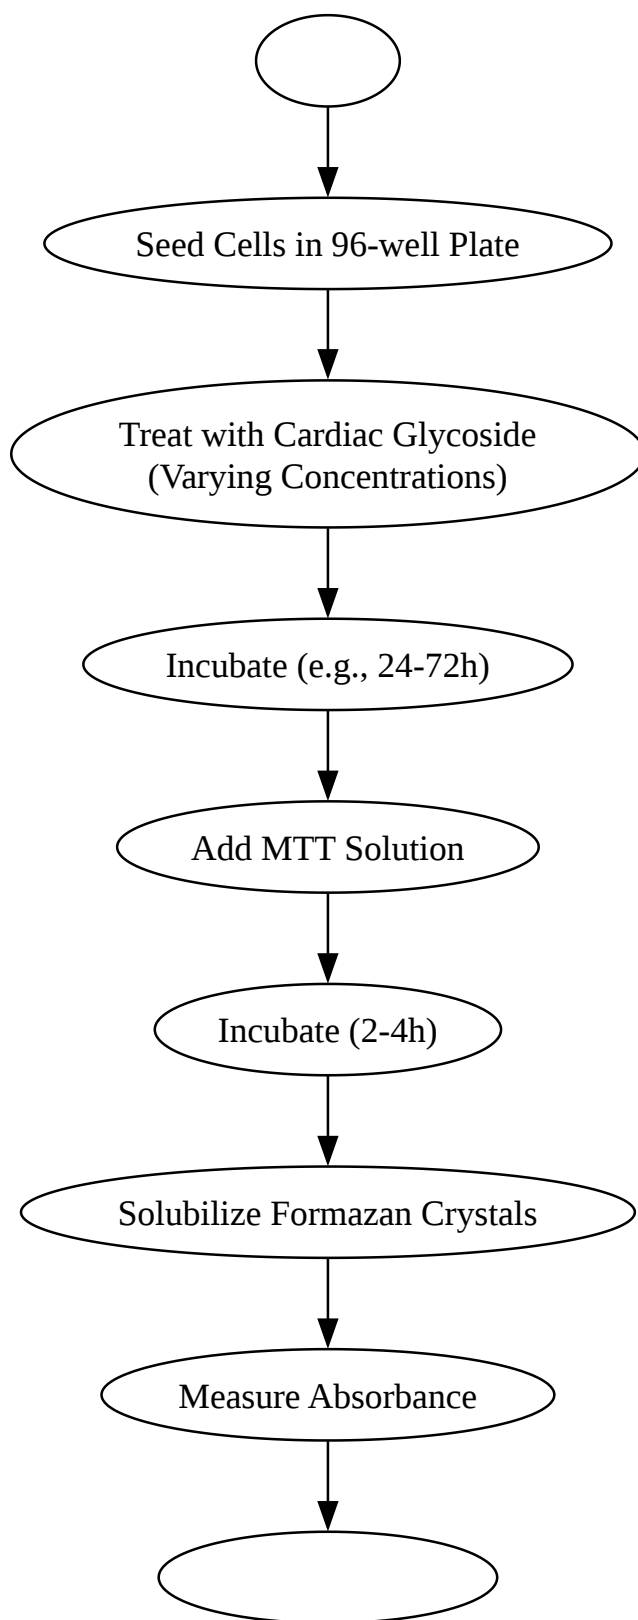 Seed Cells in 96-well Plate
Treat with Cardiac Glycoside
(Varying Concentrations)
Incubate (e.g., 24-72h)
Add MTT Solution
Incubate (2-4h)
Solubilize Formazan Crystals
Measure Absorbance